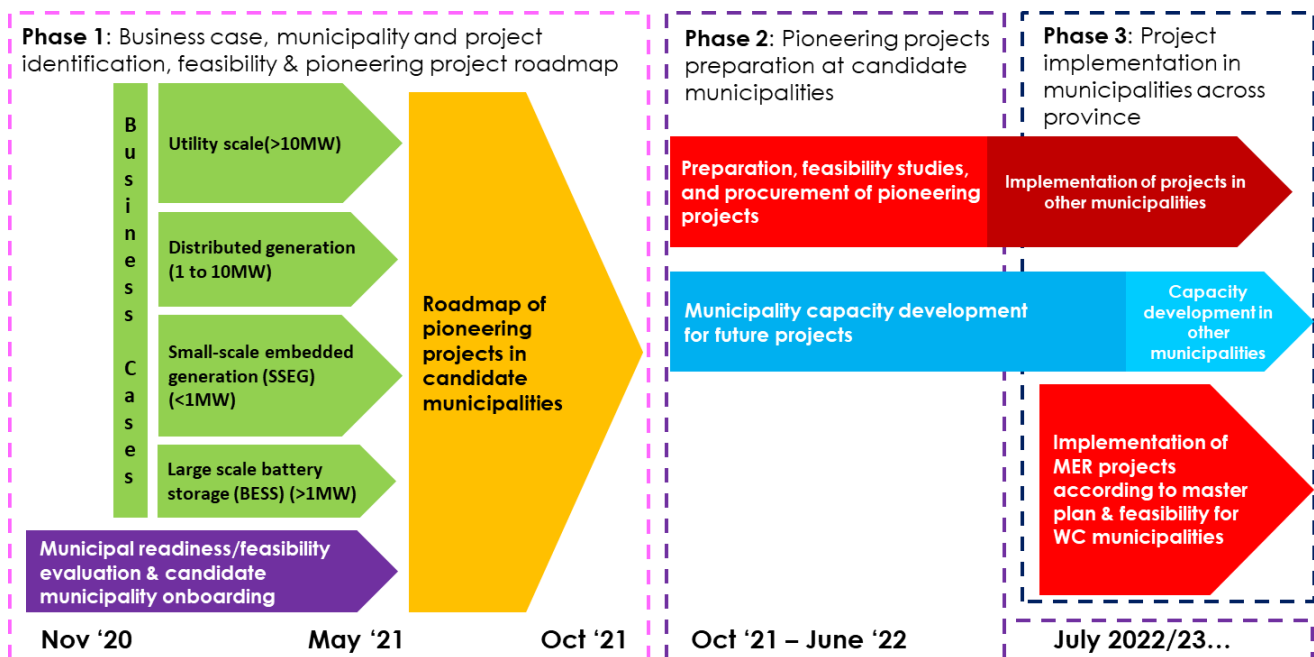 Phase 1: Business case, municipality and project
identification, feasibility & pioneering project roadmap
Business Cases
Utility scale(>10MW)
Distributed generation
(1 to 10MW)
Small-scale embedded
generation (SSEG)
(<1MW)
Large scale battery
storage (BESS) (>1MW)
Municipal readiness/feasibility
evaluation & candidate
municipality onboarding
Roadmap of
pioneering
projects in
candidate
municipalities
Nov ‘20
May ‘21
Oct ‘21
Phase 2: Pioneering projects
preparation at candidate
municipalities
Preparation, feasibility studies,
and procurement of pioneering
projects
Municipality capacity development
for future projects
Oct ‘21 – June ‘22
Phase 3: Project
implementation in
municipalities across
province
Implementation of projects in
other municipalities
Capacity
development in
other
municipalities
Implementation of
MER projects
according to master
plan & feasibility for
WC municipalities
July 2022/23...